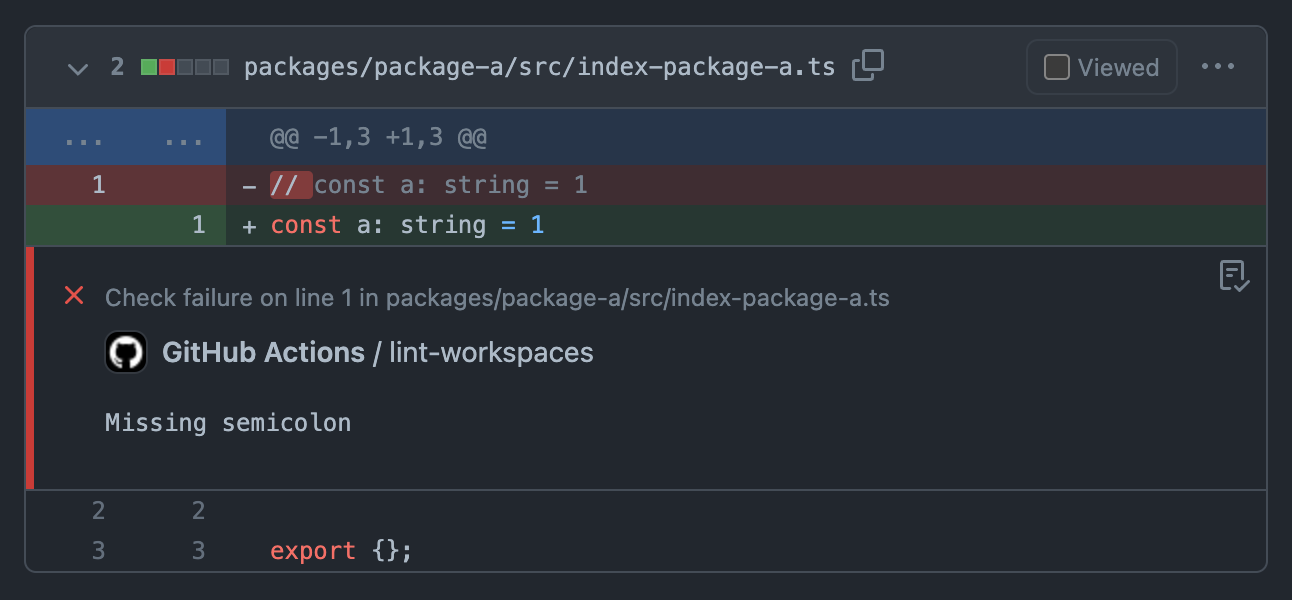 2 packages/package-a/src/index-package-a.ts Viewed ...
... ... @@ -1,3 +1,3 @@
1 - // const a: string = 1
1 + const a: string = 1
Check failure on line 1 in packages/package-a/src/index-package-a.ts
GitHub Actions / lint-workspaces
Missing semicolon
2 2
3 3 export {};